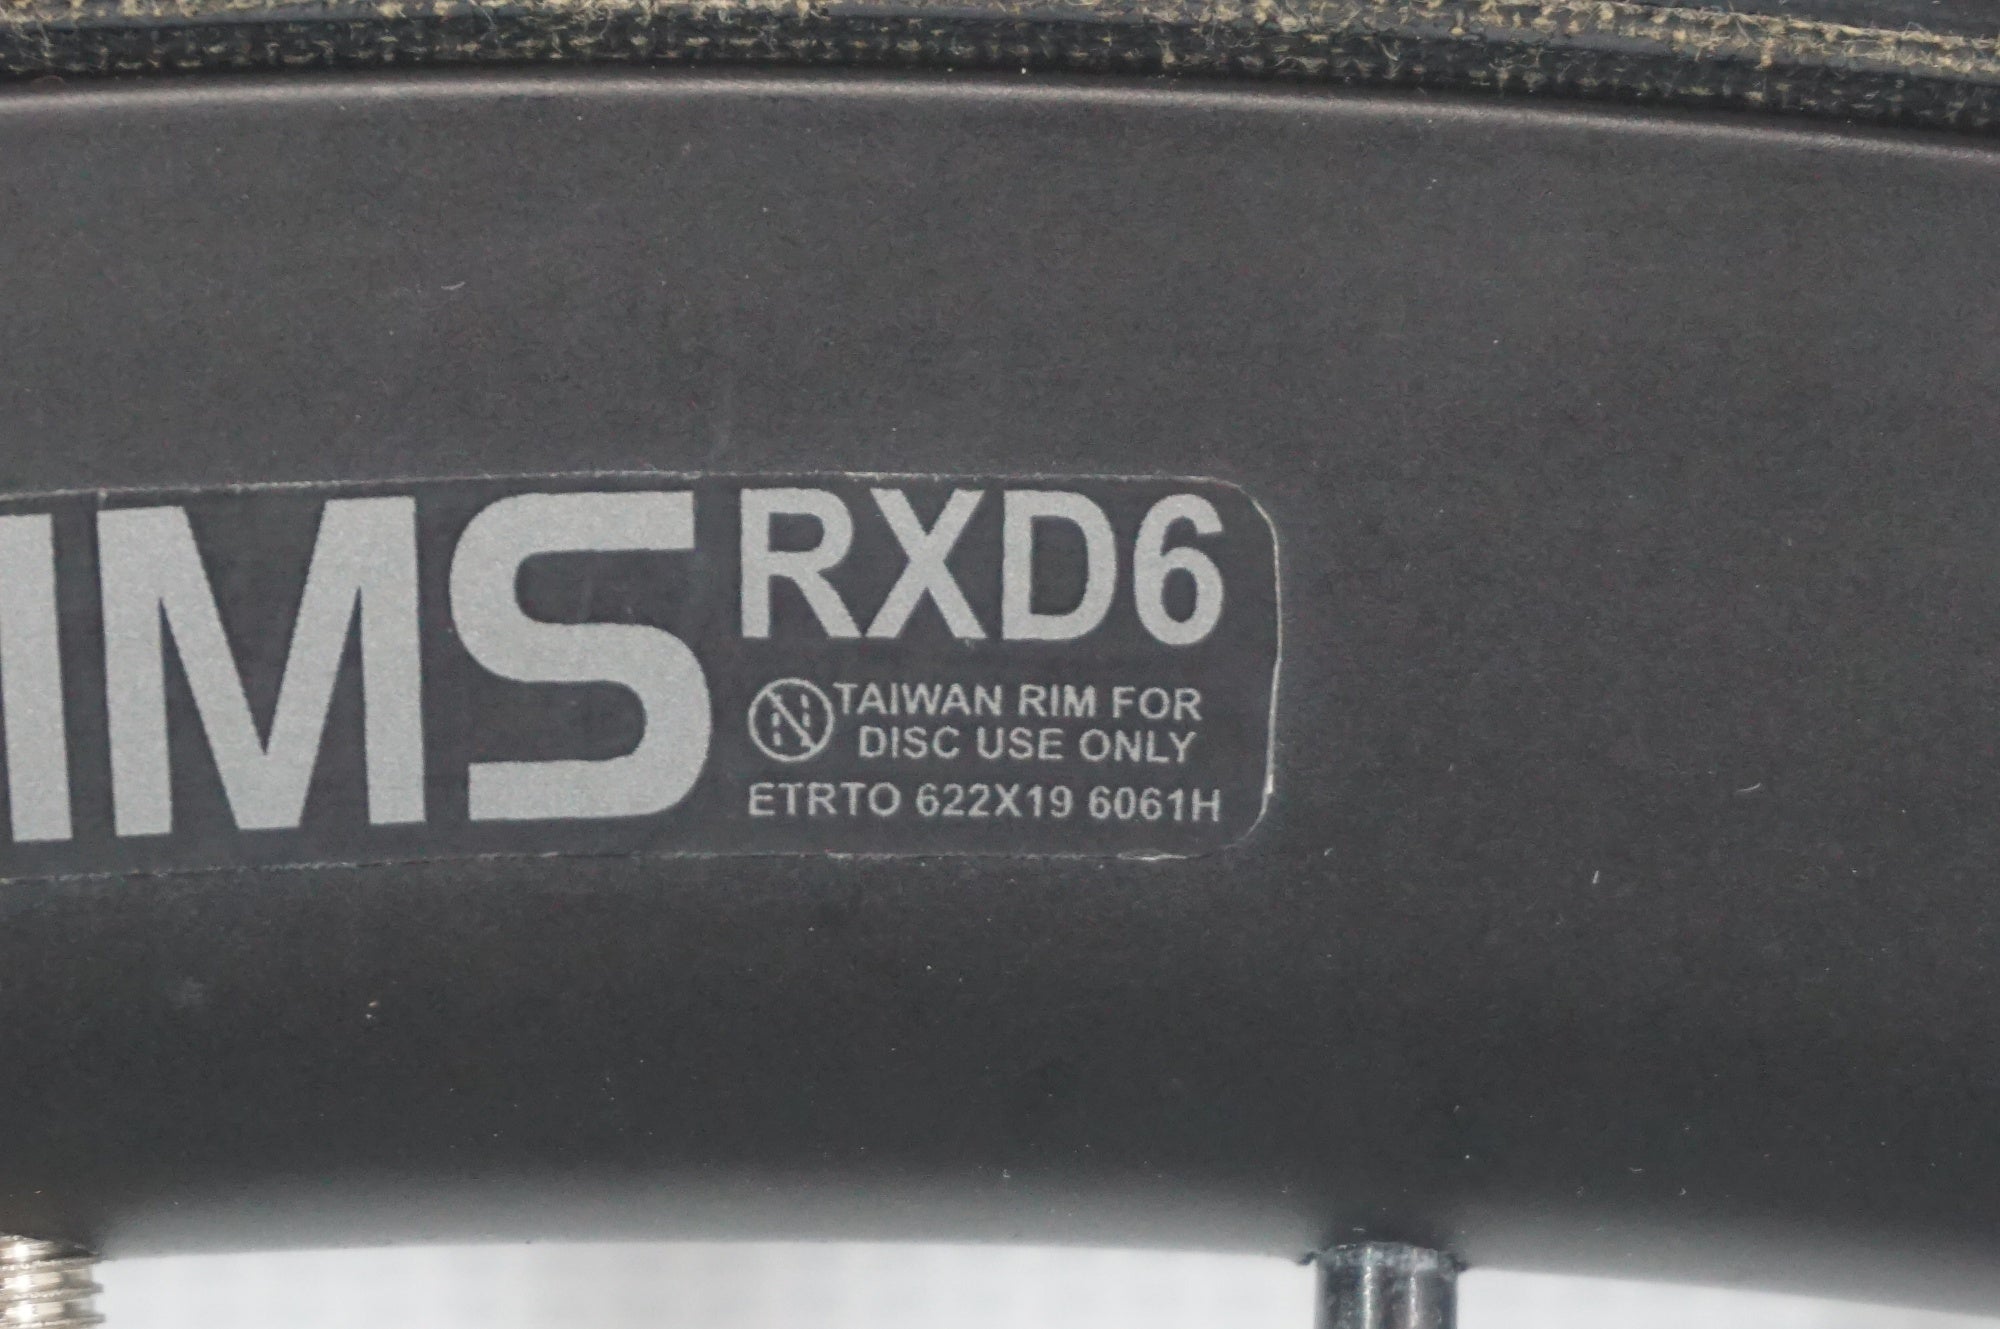 IMS RXD6
TAIWAN RIM FOR
DISC USE ONLY
ETRTO 622X19 6061H